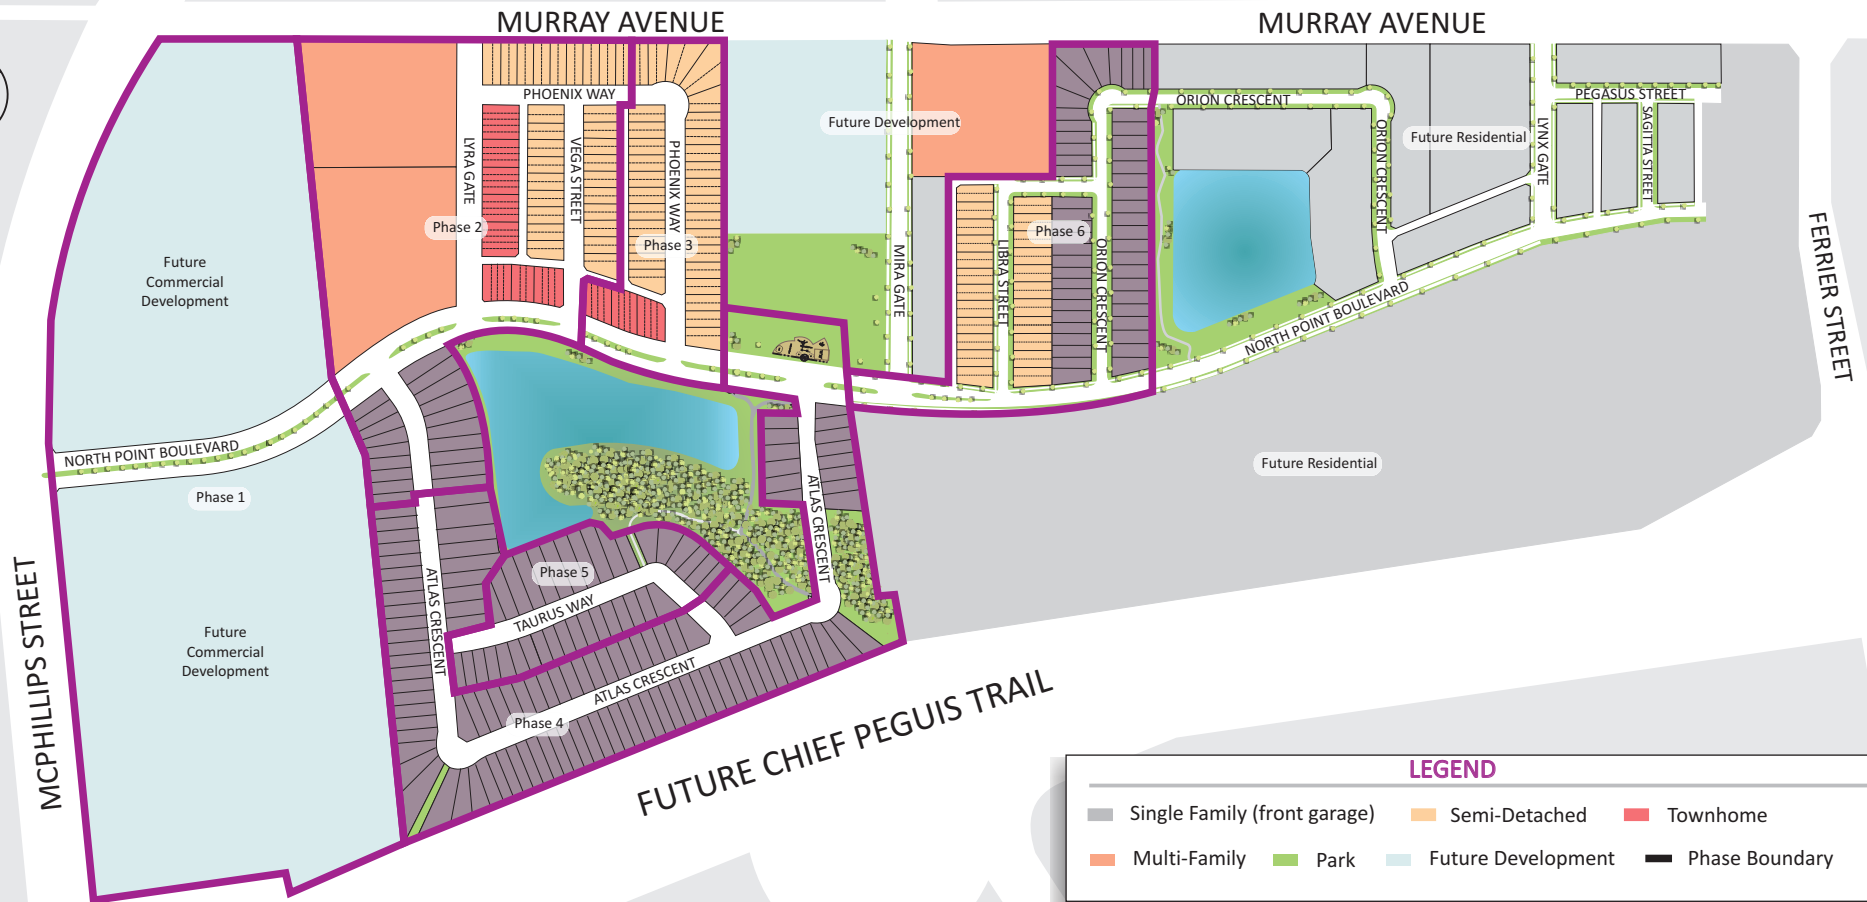 MURRAY AVENUE
MURRAY AVENUE
PHOENIX WAY
ORION CRESCENT
PEGASUS STREET
Future Development
Future Residential
LYRA GATE
VEGA STREET
PHOENIX WAY
ORION CRESCENT
LYNX GATE
SAGITTA STREET
Phase 2
Phase 3
Phase 6
MIRA GATE
LIBRA STREET
ORION CRESCENT
FERRIER STREET
Future
Commercial
Development
NORTH POINT BOULEVARD
NORTH POINT BOULEVARD
Future Residential
Phase 1
ATLAS CRESCENT
MCPHILLIPS STREET
Phase 5
TAURUS WAY
ATLAS CRESCENT
Future
Commercial
Development
ATLAS CRESCENT
Phase 4
FUTURE CHIEF PEGUIS TRAIL
LEGEND
Single Family (front garage)
Semi-Detached
Townhome
Multi-Family
Park
Future Development
Phase Boundary